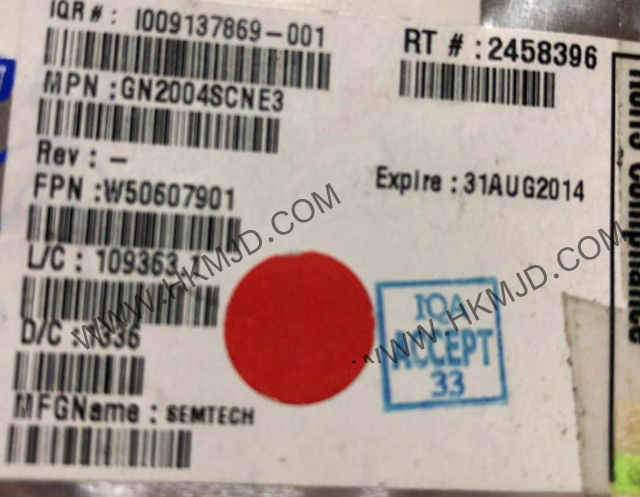 IQR # : I009137869-001
RT # : 2458396
MPN : GN2004SCNE3
Rev : -
Expire : 31AUG2014
FPN : W50607901
L/C : 109363
D/C :
MFGName : SEMTECH
IQA
ACCEPT
33
WWW.HKMJD.COM
WWW.HKMJD.COM
Compliance